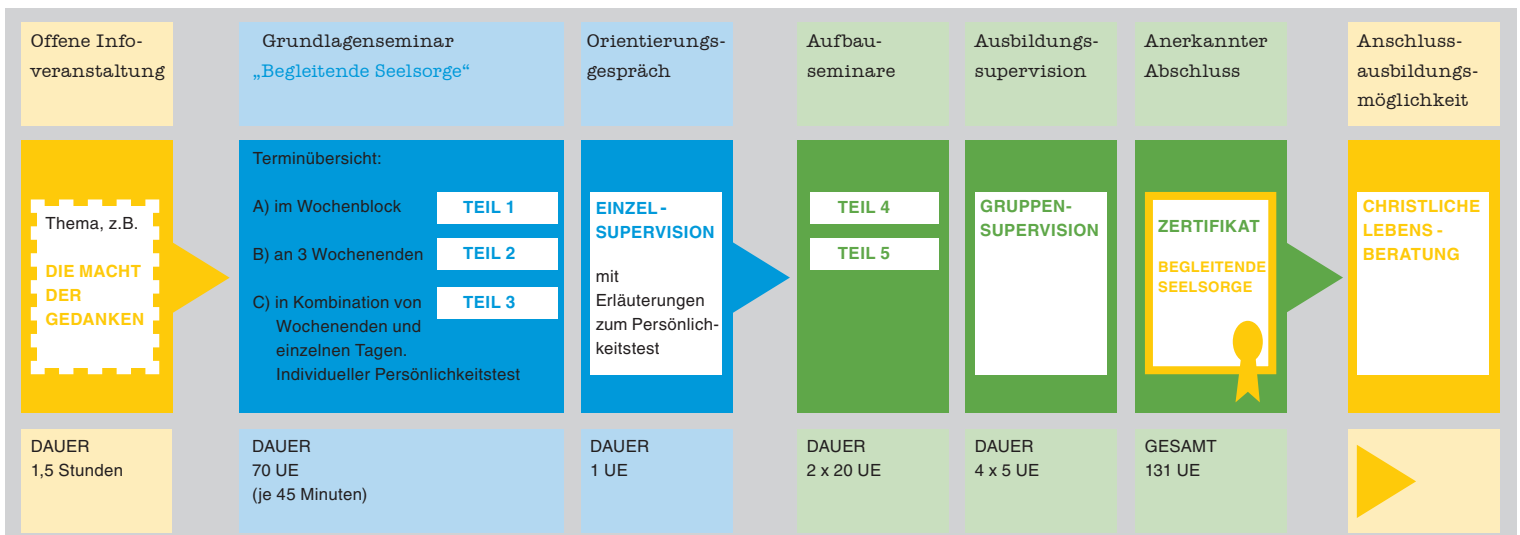 Offene Info-
veranstaltung
Thema, z.B.
DIE MACHT
DER
GEDANKEN
DAUER
1,5 Stunden
Grundlagenseminar
„Begleitende Seelsorge“
Terminübersicht:
A) im Wochenblock
TEIL 1
B) an 3 Wochenenden
TEIL 2
C) in Kombination von
TEIL 3
Wochenenden und
einzelnen Tagen.
Individueller Persönlichkeitstest
DAUER
70 UE
(je 45 Minuten)
Orientierungs-
gespräch
EINZEL-
SUPERVISION
mit
Erläuterungen
zum Persönlich-
keitstest
DAUER
1 UE
Aufbau-
seminare
TEIL 4
TEIL 5
DAUER
2 x 20 UE
Ausbildungs-
supervision
GRUPPEN-
SUPERVISION
DAUER
4 x 5 UE
Anerkannter
Abschluss
ZERTIFIKAT
BEGLEITENDE
SEELSORGE
GESAMT
131 UE
Anschluss-
ausbildungs-
möglichkeit
CHRISTLICHE
LEBENS-
BERATUNG